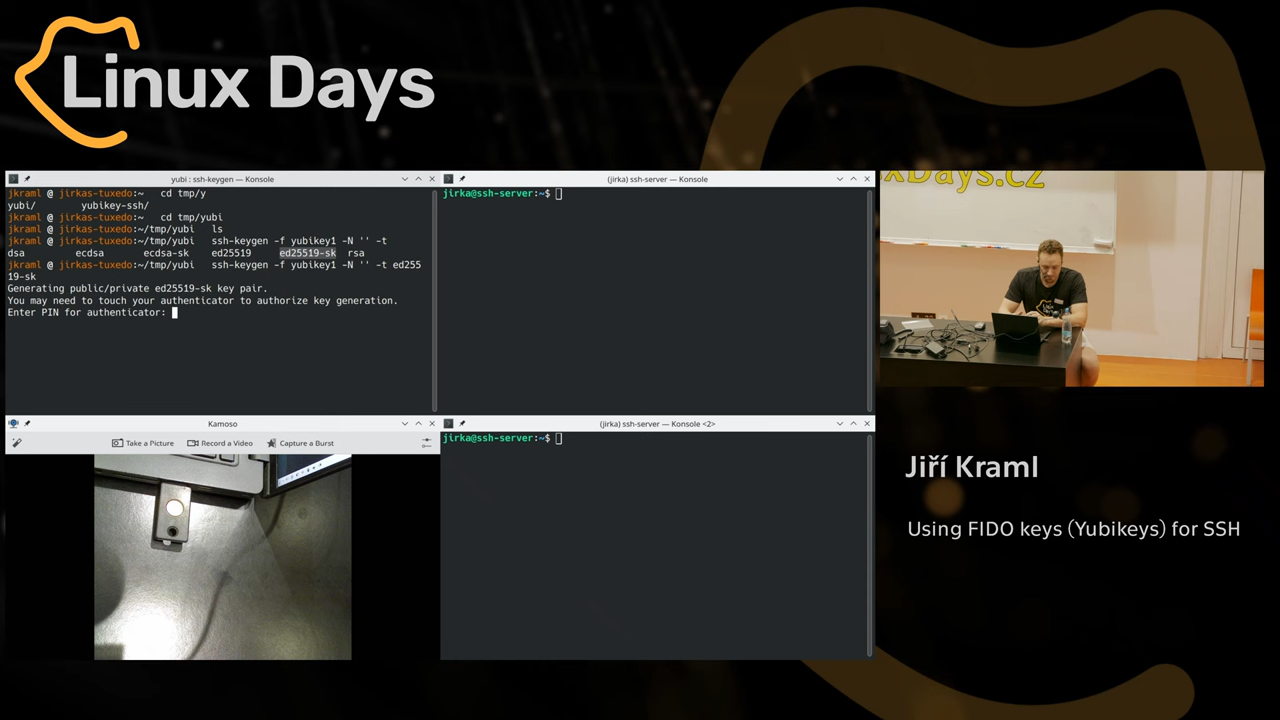 Linux Days
yubi : ssh-keygen — Konsole
jkraml @ jirkas-tuxedo:~ cd tmp/y
yubi/ yubikey-ssh/
jkraml @ jirkas-tuxedo:~ cd tmp/yubi
jkraml @ jirkas-tuxedo:~/tmp/yubi ls
jkraml @ jirkas-tuxedo:~/tmp/yubi ssh-keygen -f yubikey1 -N '' -t
dsa ecdsa ecdsa-sk ed25519 ed25519-sk rsa
jkraml @ jirkas-tuxedo:~/tmp/yubi ssh-keygen -f yubikey1 -N '' -t ed255
19-sk
Generating public/private ed25519-sk key pair.
You may need to touch your authenticator to authorize key generation.
Enter PIN for authenticator:
(jirka) ssh-server — Konsole
jirka@ssh-server:~$
xDays.cz
Kamoso
Take a Picture
Record a Video
Capture a Burst
(jirka) ssh-server — Konsole <2>
jirka@ssh-server:~$
Jiří Kraml
Using FIDO keys (Yubikeys) for SSH